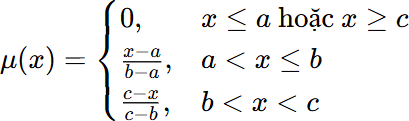 μ(x) = { 0, x ≤ a hoặc x ≥ c
(x−a)/(b−a), a < x ≤ b
(c−x)/(c−b), b < x < c